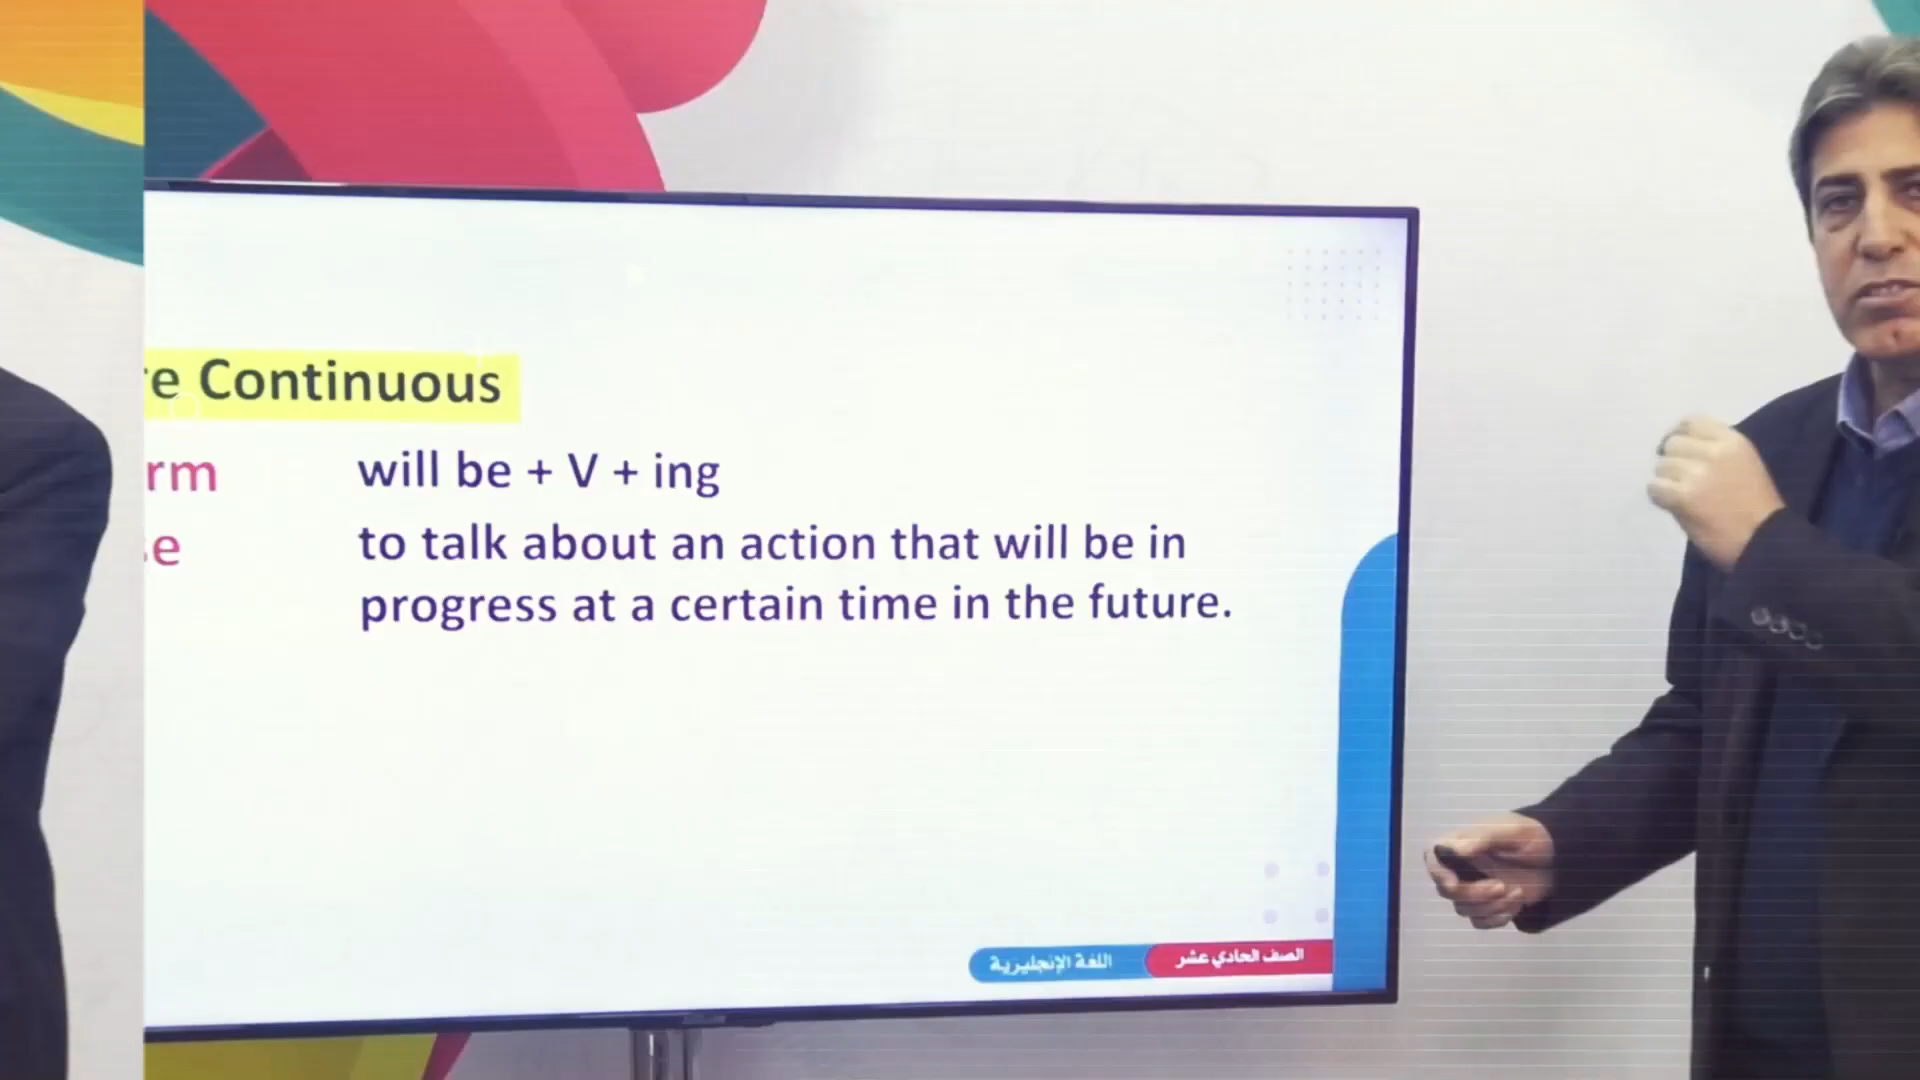 Continuous
will be + V + ing
to talk about an action that will be in
progress at a certain time in the future.
الصف الحادي عشر
اللغة الإنجليزية